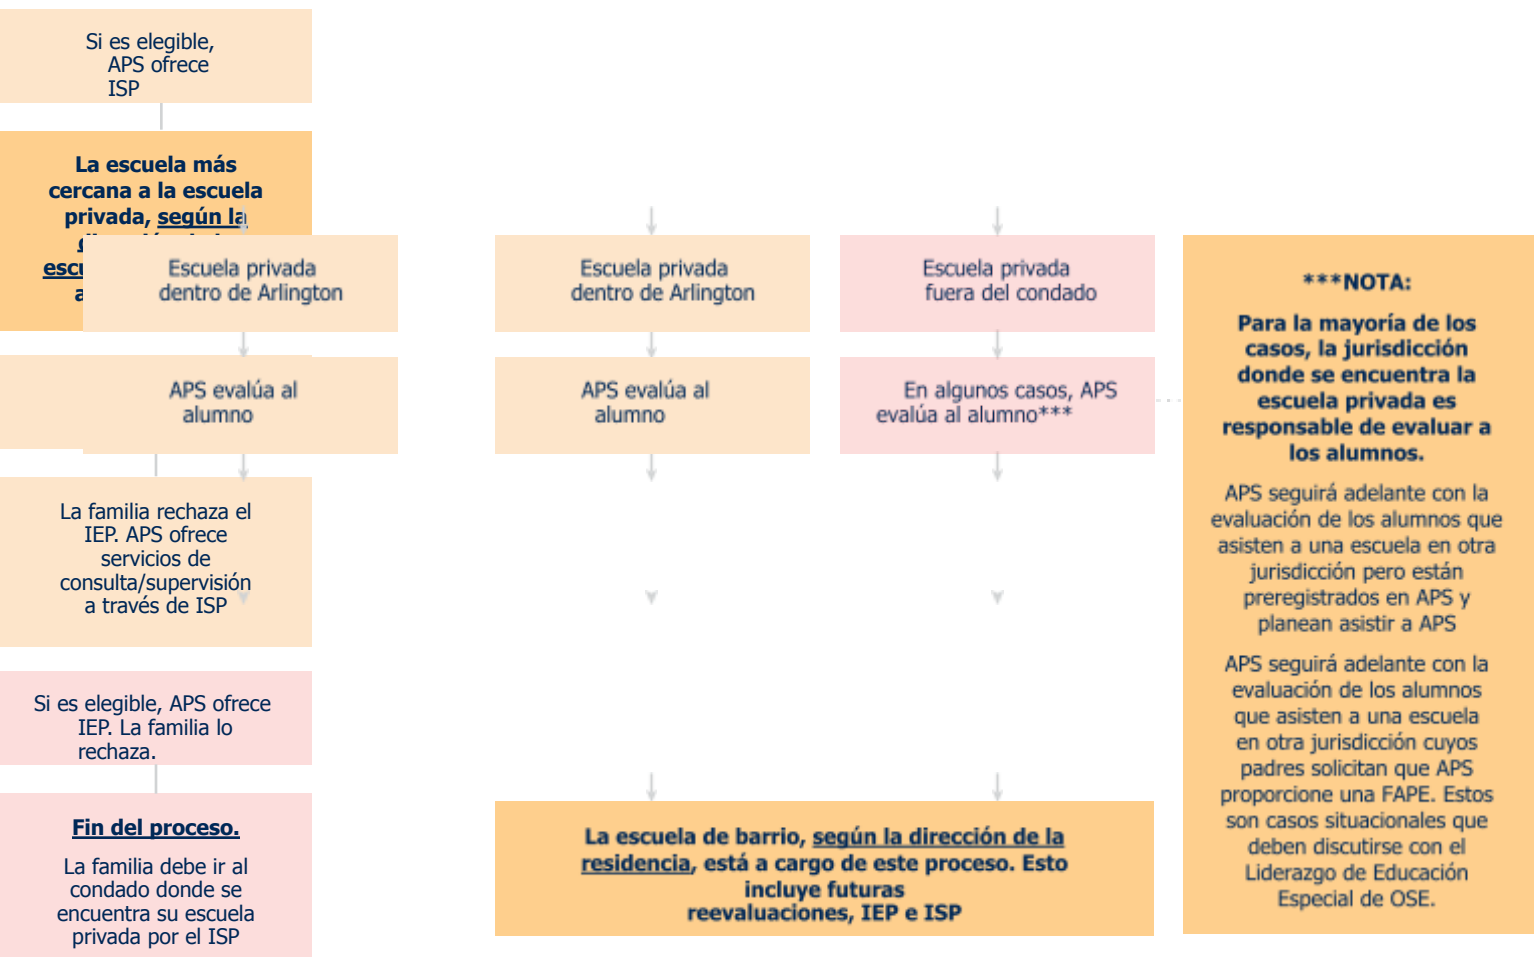 Si es elegible,
APS ofrece
ISP
La escuela más
cercana a la escuela
privada, según la
Escuela privada
dentro de Arlington
APS evalúa al
alumno
La familia rechaza el
IEP. APS ofrece
servicios de
consulta/supervisión
a través de ISP
Si es elegible, APS ofrece
IEP. La familia lo
rechaza.
Fin del proceso.
La familia debe ir al
condado donde se
encuentra su escuela
privada por el ISP
Escuela privada
dentro de Arlington
APS evalúa al
alumno
Escuela privada
fuera del condado
En algunos casos, APS
evalúa al alumno***
La escuela de barrio, según la dirección de la
residencia, está a cargo de este proceso. Esto
incluye futuras
reevaluaciones, IEP e ISP
***NOTA:
Para la mayoría de los
casos, la jurisdicción
donde se encuentra la
escuela privada es
responsable de evaluar a
los alumnos.
APS seguirá adelante con la
evaluación de los alumnos que
asisten a una escuela en otra
jurisdicción pero están
preregistrados en APS y
planean asistir a APS
APS seguirá adelante con la
evaluación de los alumnos
que asisten a una escuela
en otra jurisdicción cuyos
padres solicitan que APS
proporcione una FAPE. Estos
son casos situacionales que
deben discutirse con el
Liderazgo de Educación
Especial de OSE.